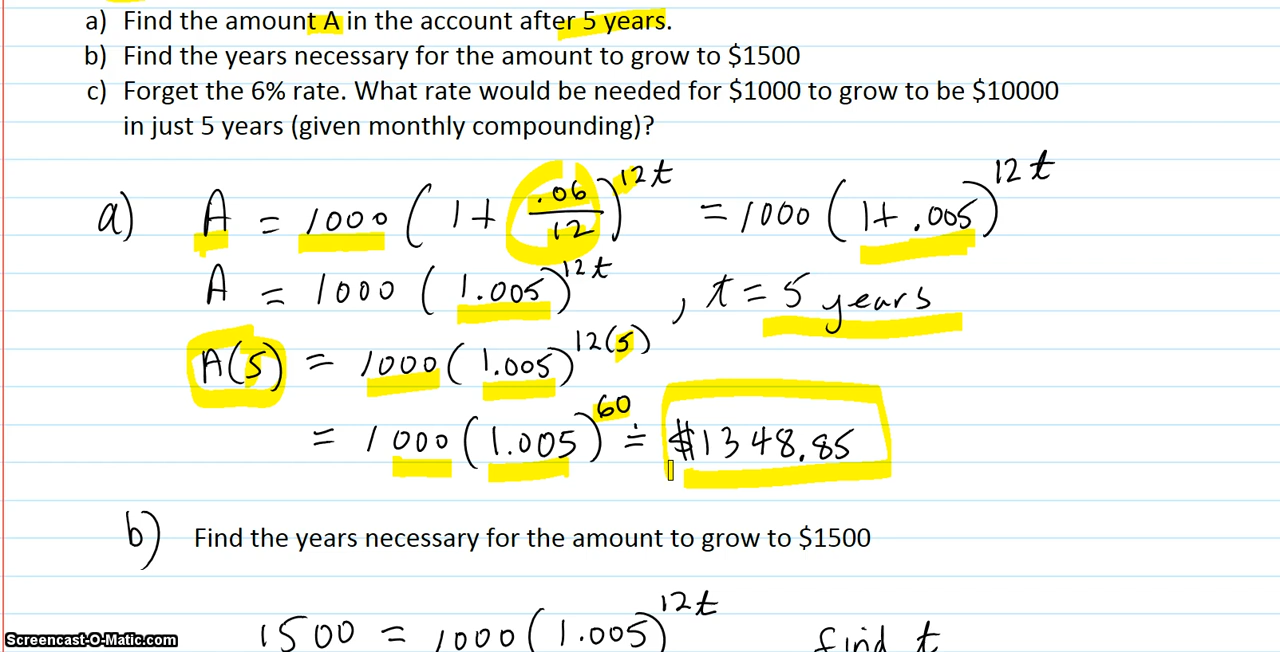 a) Find the amount A in the account after 5 years.
b) Find the years necessary for the amount to grow to $1500
c) Forget the 6% rate. What rate would be needed for $1000 to grow to be $10000
in just 5 years (given monthly compounding)?
a) A = 1000 ( 1 + .06/12 )^12t = 1000 ( 1 + .005 )^12t
A = 1000 ( 1.005 )^12t , t = 5 years
A(5) = 1000 ( 1.005 )^12(5)
= 1000 ( 1.005 )^60 ≐ $1348.85
b) Find the years necessary for the amount to grow to $1500
1500 = 1000 ( 1.005 )^12t find t
Screencast-O-Matic.com